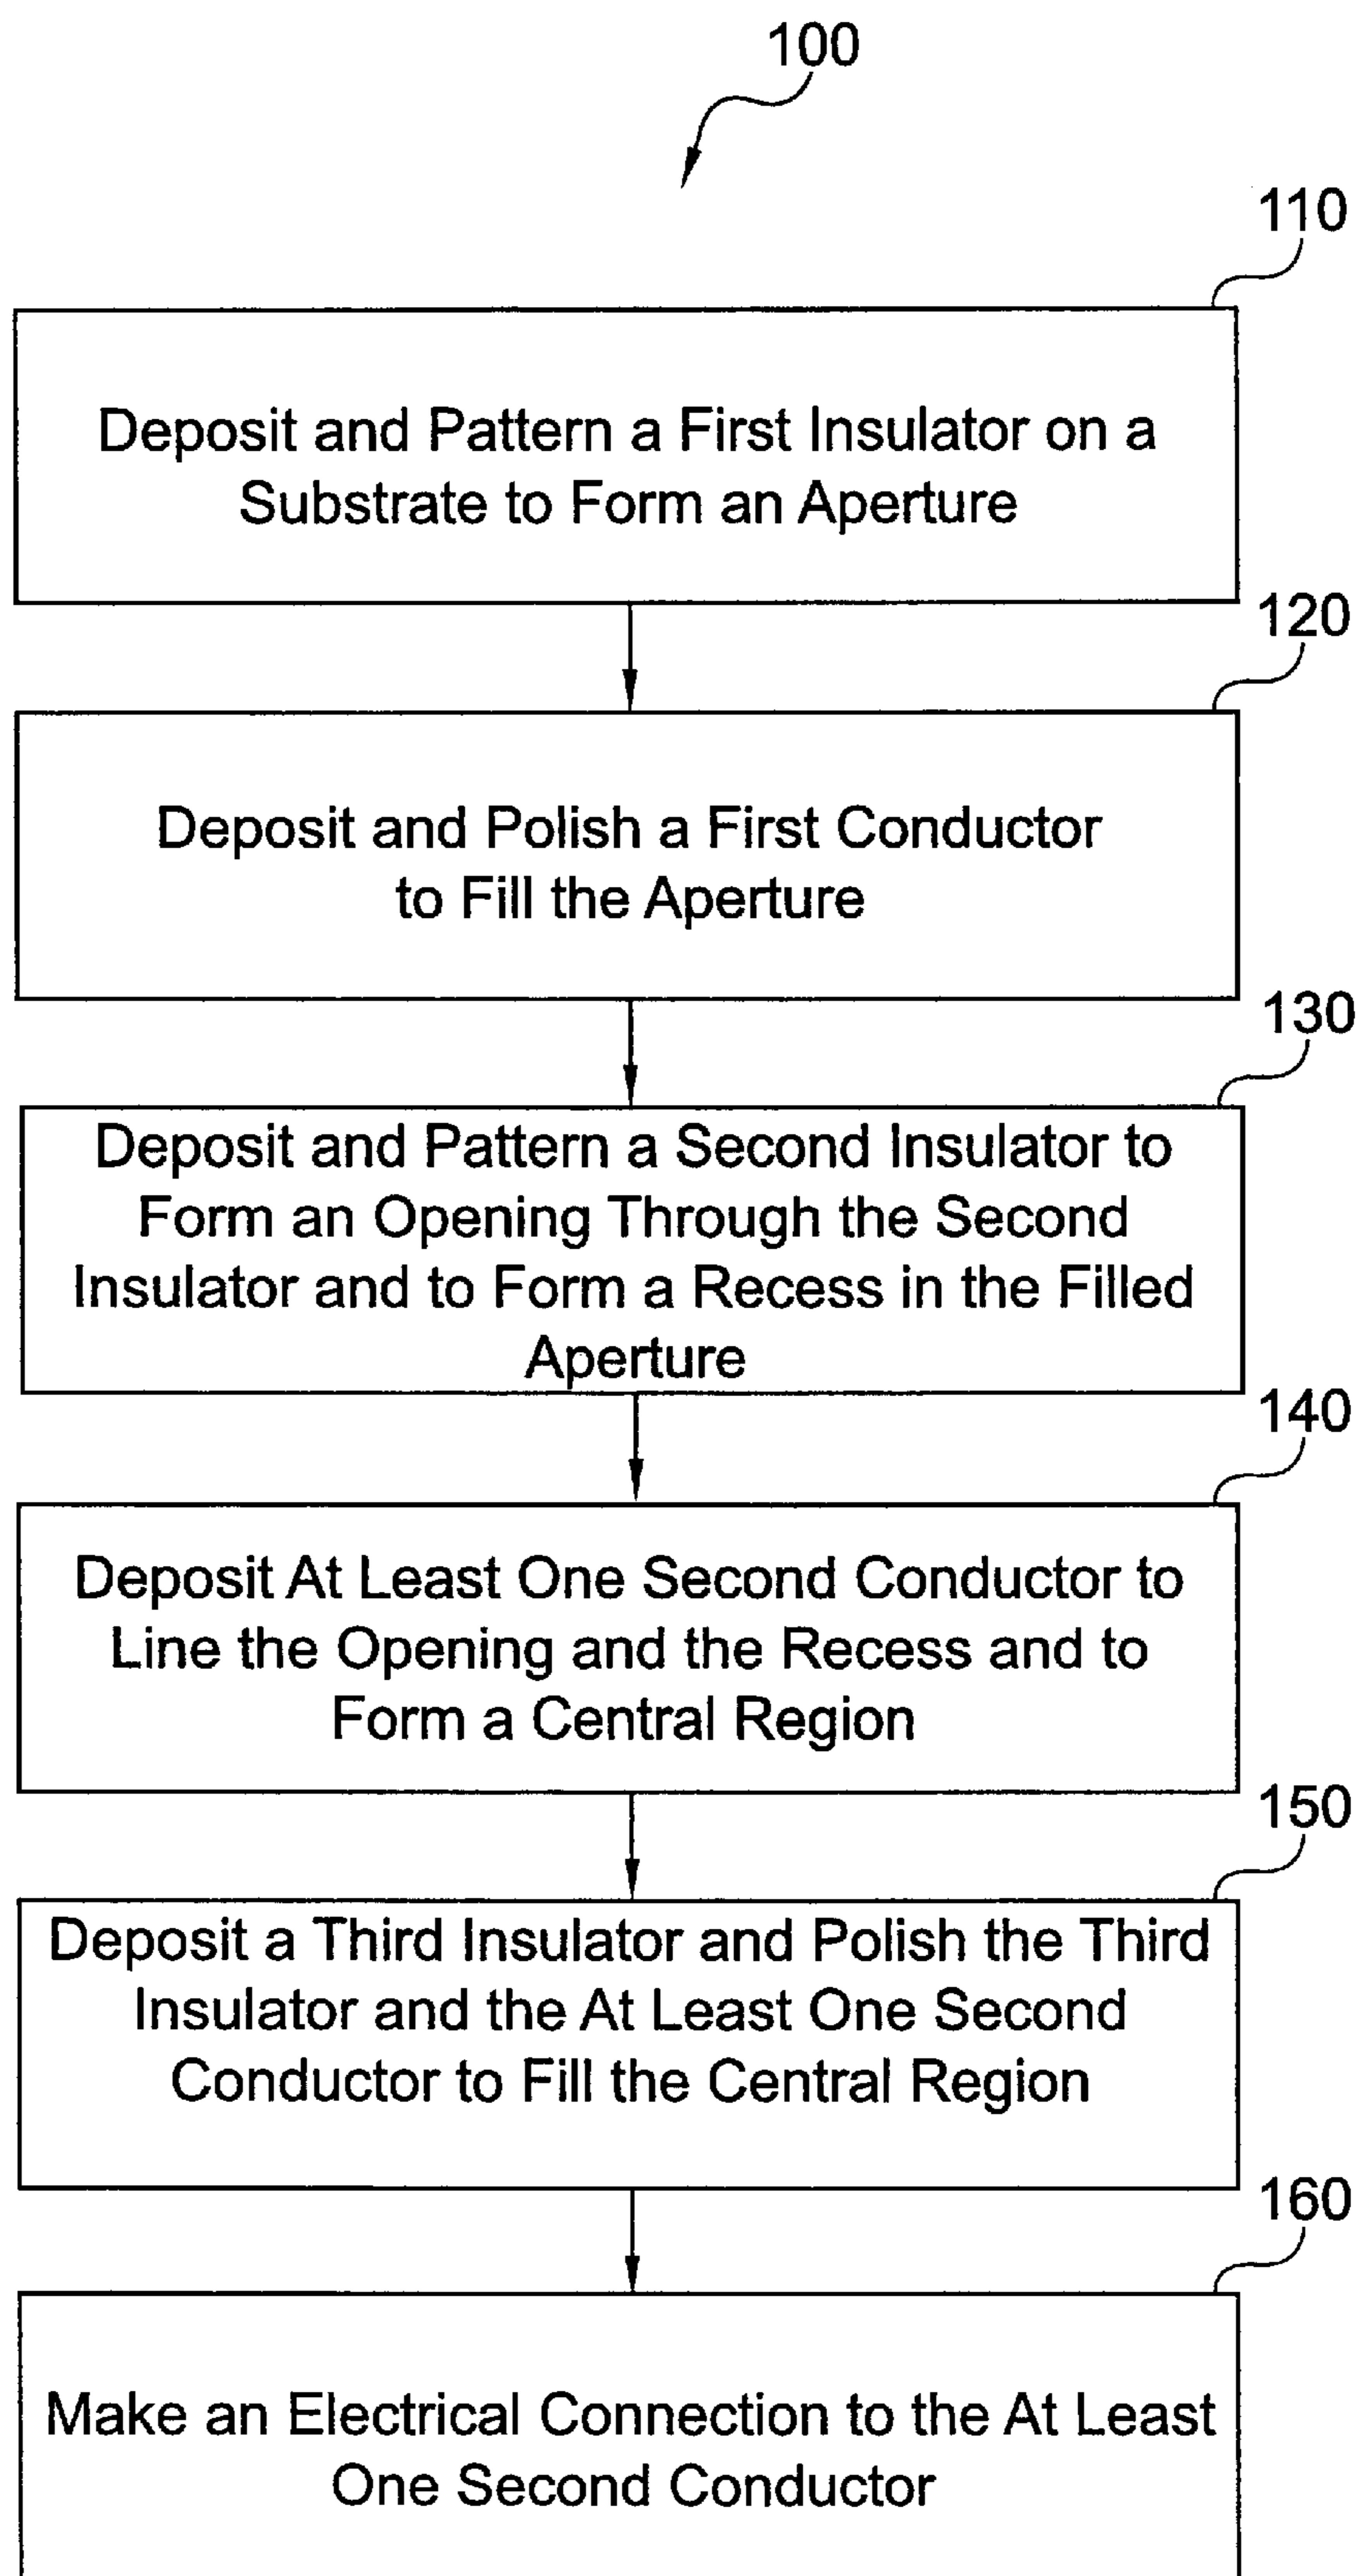 100
110
Deposit and Pattern a First Insulator on a
Substrate to Form an Aperture
120
Deposit and Polish a First Conductor
to Fill the Aperture
130
Deposit and Pattern a Second Insulator to
Form an Opening Through the Second
Insulator and to Form a Recess in the Filled
Aperture
140
Deposit At Least One Second Conductor to
Line the Opening and the Recess and to
Form a Central Region
150
Deposit a Third Insulator and Polish the Third
Insulator and the At Least One Second
Conductor to Fill the Central Region
160
Make an Electrical Connection to the At Least
One Second Conductor